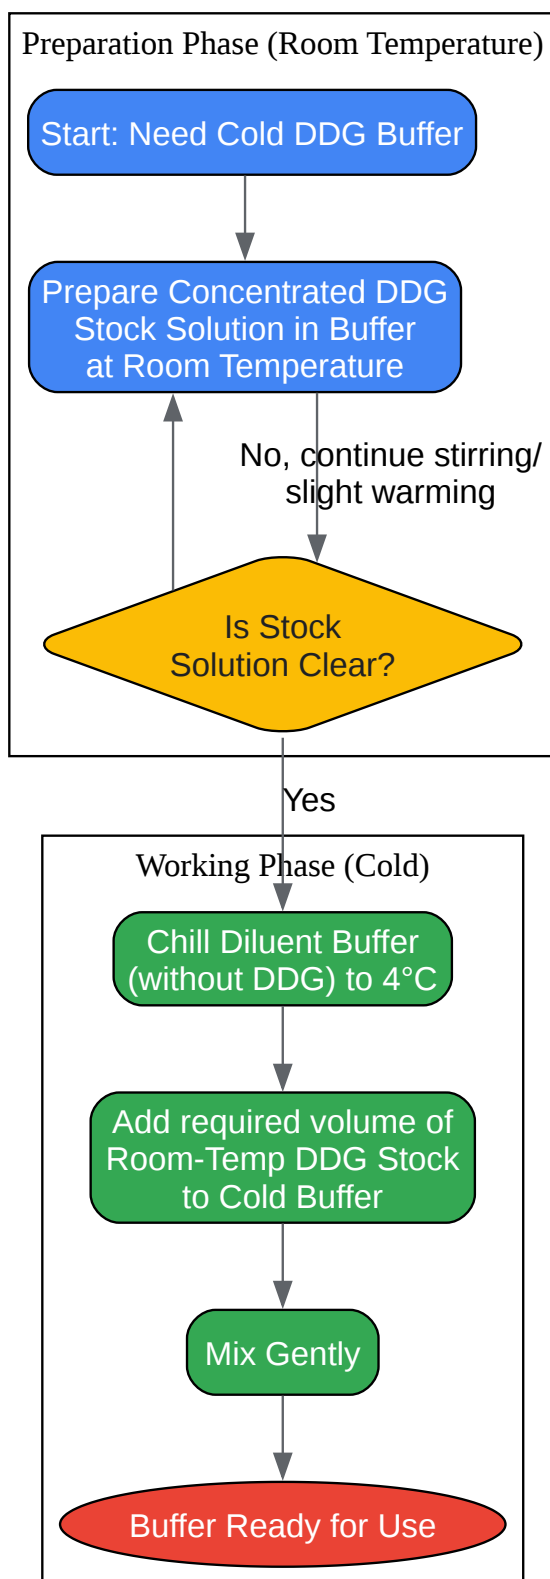 Preparation Phase (Room Temperature)
Start: Need Cold DDG Buffer
Prepare Concentrated DDG
Stock Solution in Buffer
at Room Temperature
No, continue stirring/
slight warming
Is Stock
Solution Clear?
Yes
Working Phase (Cold)
Chill Diluent Buffer
(without DDG) to 4°C
Add required volume of
Room-Temp DDG Stock
to Cold Buffer
Mix Gently
Buffer Ready for Use